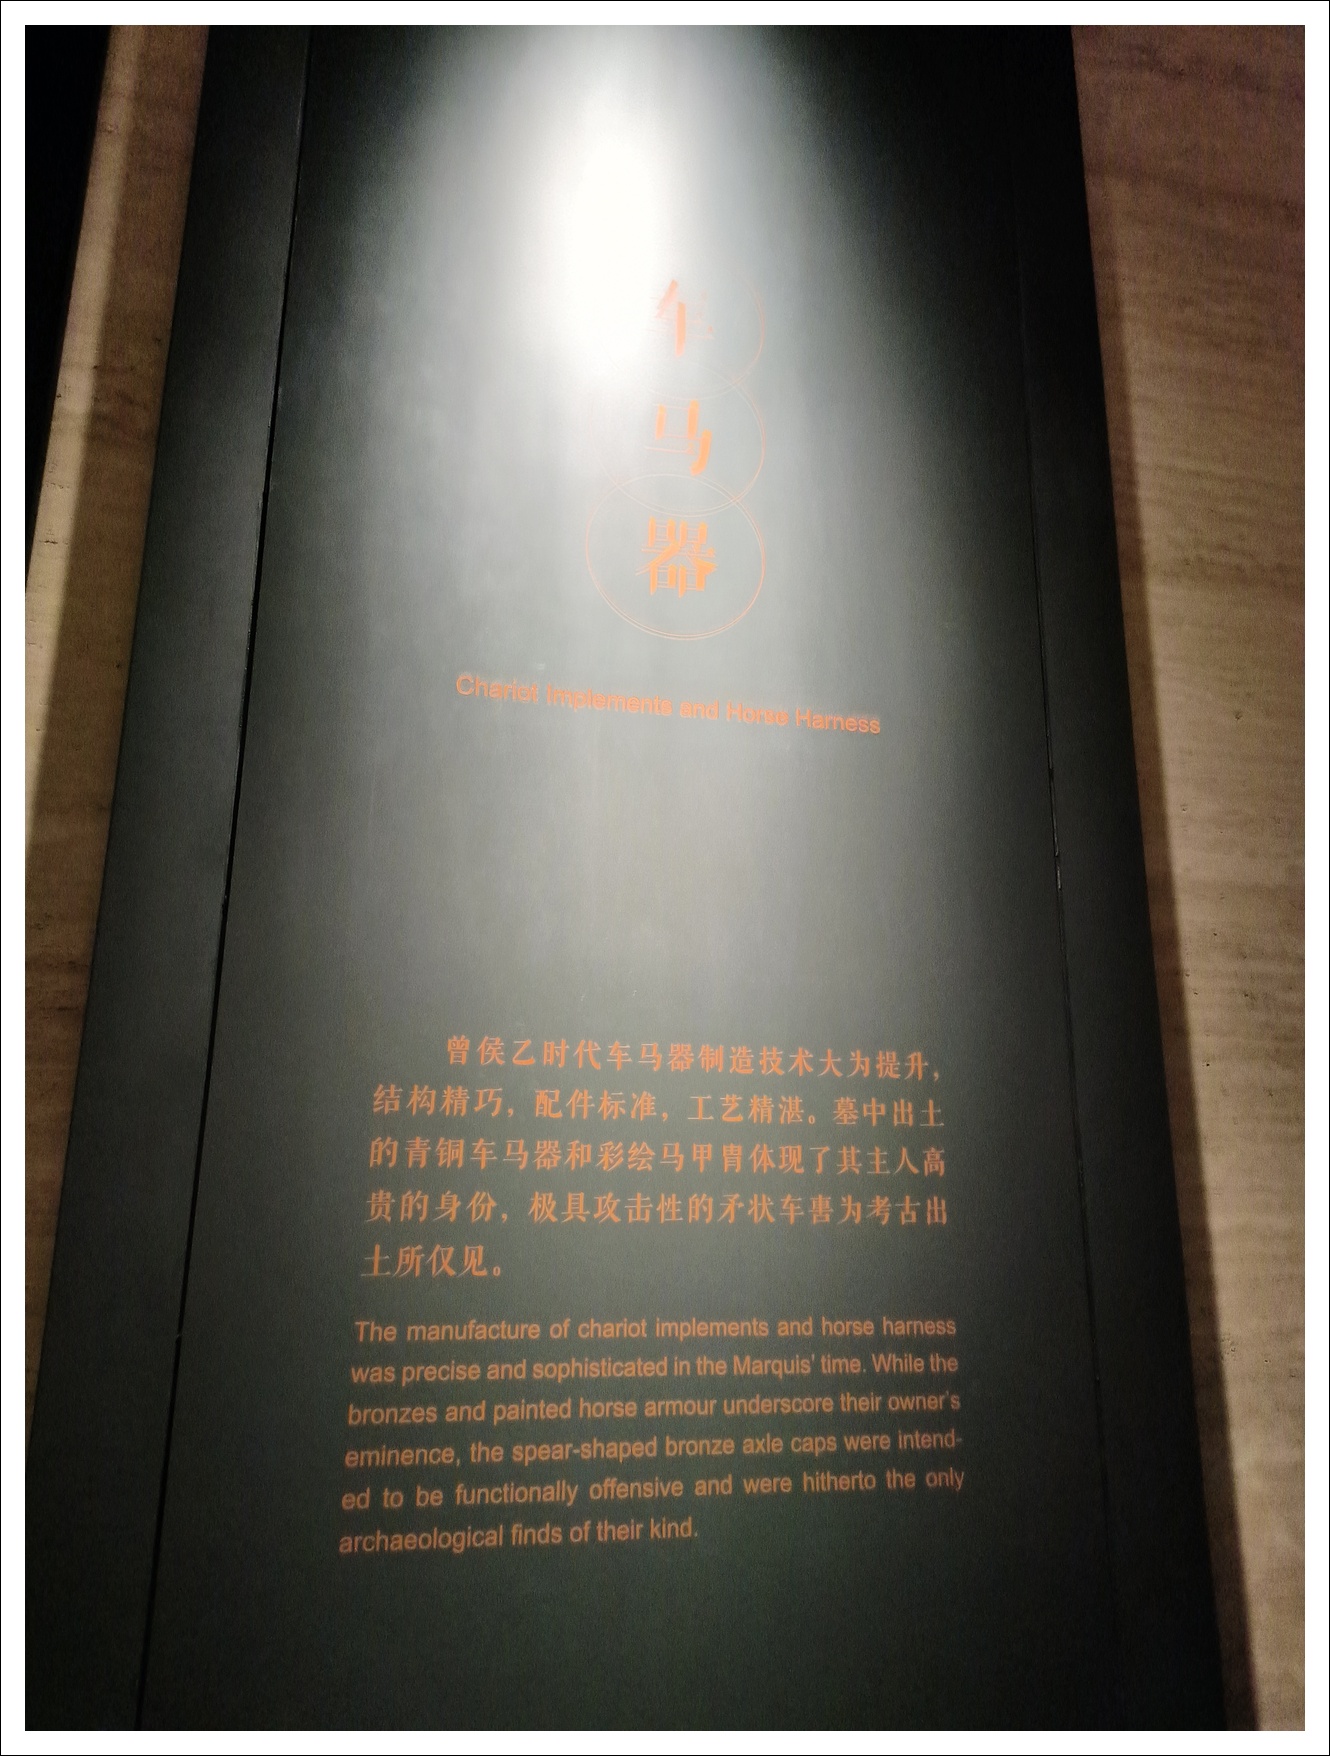 车
马
器
Chariot Implements and Horse Harness
曾侯乙时代车马器制造技术大为提升，
结构精巧，配件标准，工艺精湛。墓中出土
的青铜车马器和彩绘马甲胄体现了其主人高
贵的身份，极具攻击性的矛状车軎为考古出
土所仅见。
The manufacture of chariot implements and horse harness
was precise and sophisticated in the Marquis' time. While the
bronzes and painted horse armour underscore their owner's
eminence, the spear-shaped bronze axle caps were intend-
ed to be functionally offensive and were hitherto the only
archaeological finds of their kind.